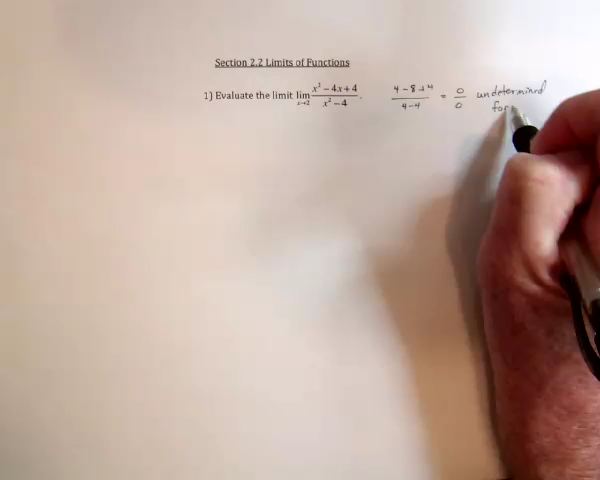 Section 2.2 Limits of Functions
1) Evaluate the limit lim x→2 (x² − 4x + 4)/(x² − 4). (4 − 8 + 4)/(4 − 4) = 0/0 undetermined
for